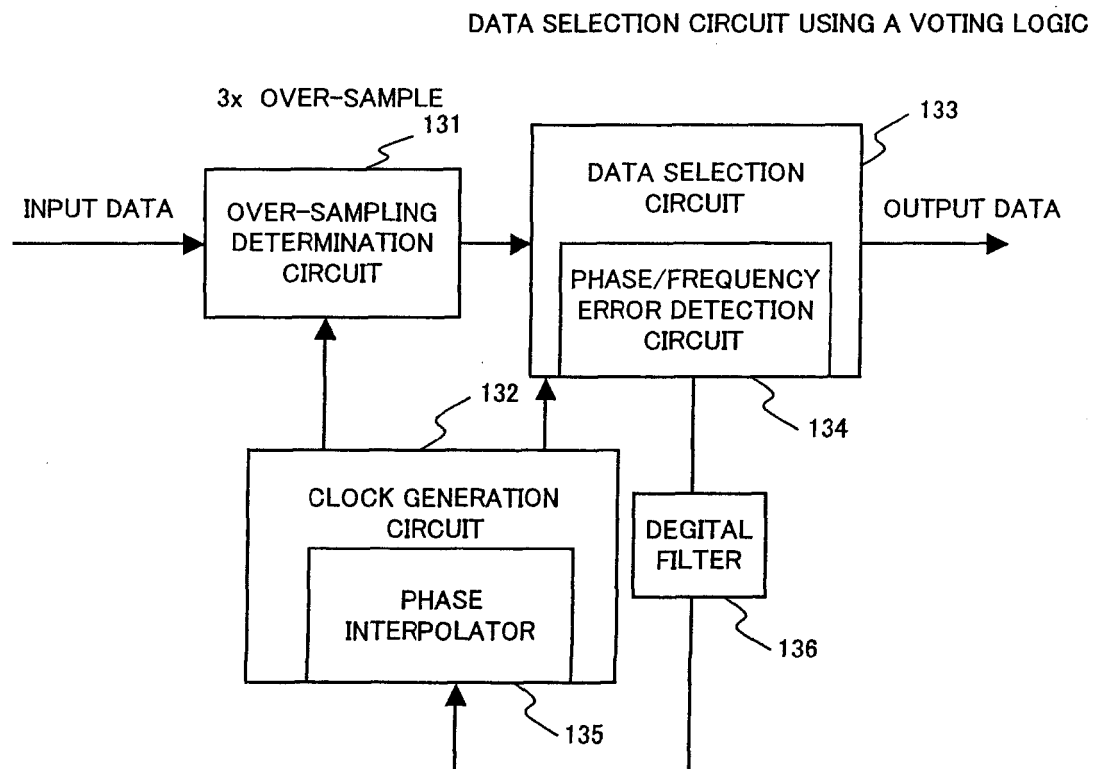 DATA SELECTION CIRCUIT USING A VOTING LOGIC
3x OVER-SAMPLE
131
133
INPUT DATA
OVER-SAMPLING
DETERMINATION
CIRCUIT
DATA SELECTION
CIRCUIT
OUTPUT DATA
PHASE/FREQUENCY
ERROR DETECTION
CIRCUIT
132
134
CLOCK GENERATION
CIRCUIT
DEGITAL
FILTER
PHASE
INTERPOLATOR
136
135